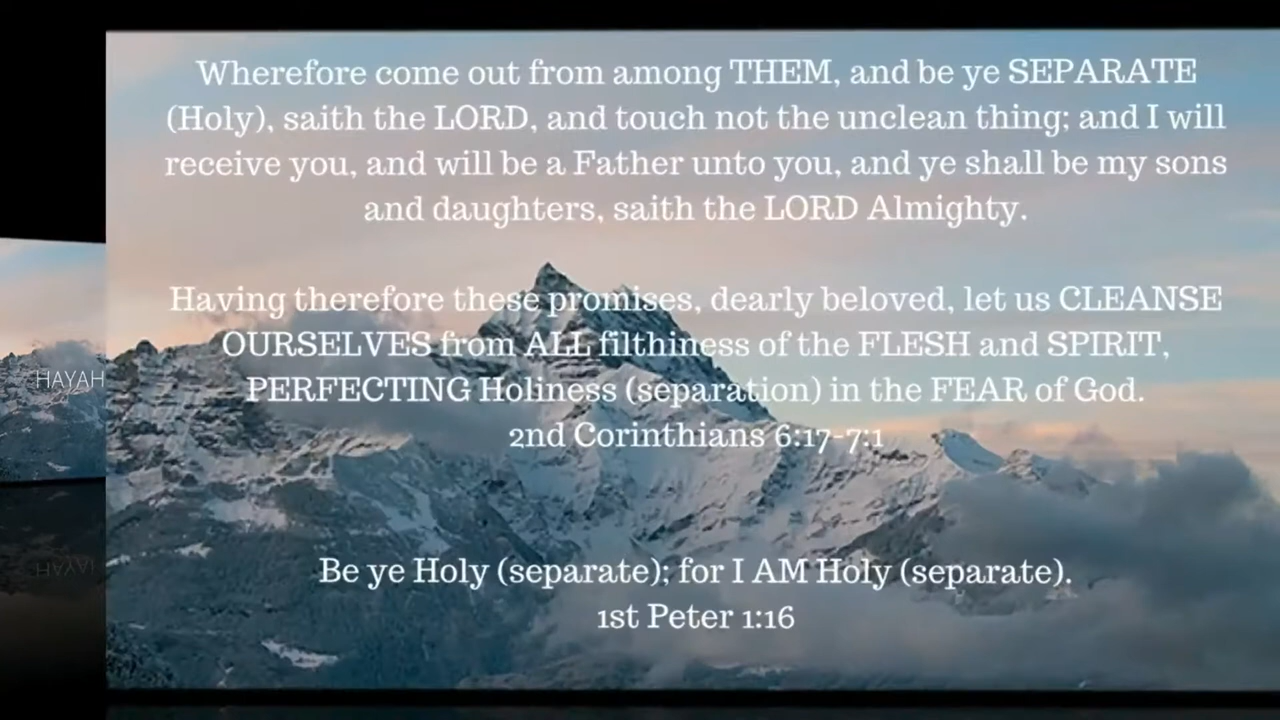 Wherefore come out from among THEM, and be ye SEPARATE
(Holy), saith the LORD, and touch not the unclean thing; and I will
receive you, and will be a Father unto you, and ye shall be my sons
and daughters, saith the LORD Almighty.
Having therefore these promises, dearly beloved, let us CLEANSE
OURSELVES from ALL filthiness of the FLESH and SPIRIT,
PERFECTING Holiness (separation) in the FEAR of God.
2nd Corinthians 6:17-7:1
Be ye Holy (separate); for I AM Holy (separate).
1st Peter 1:16
HAYAH